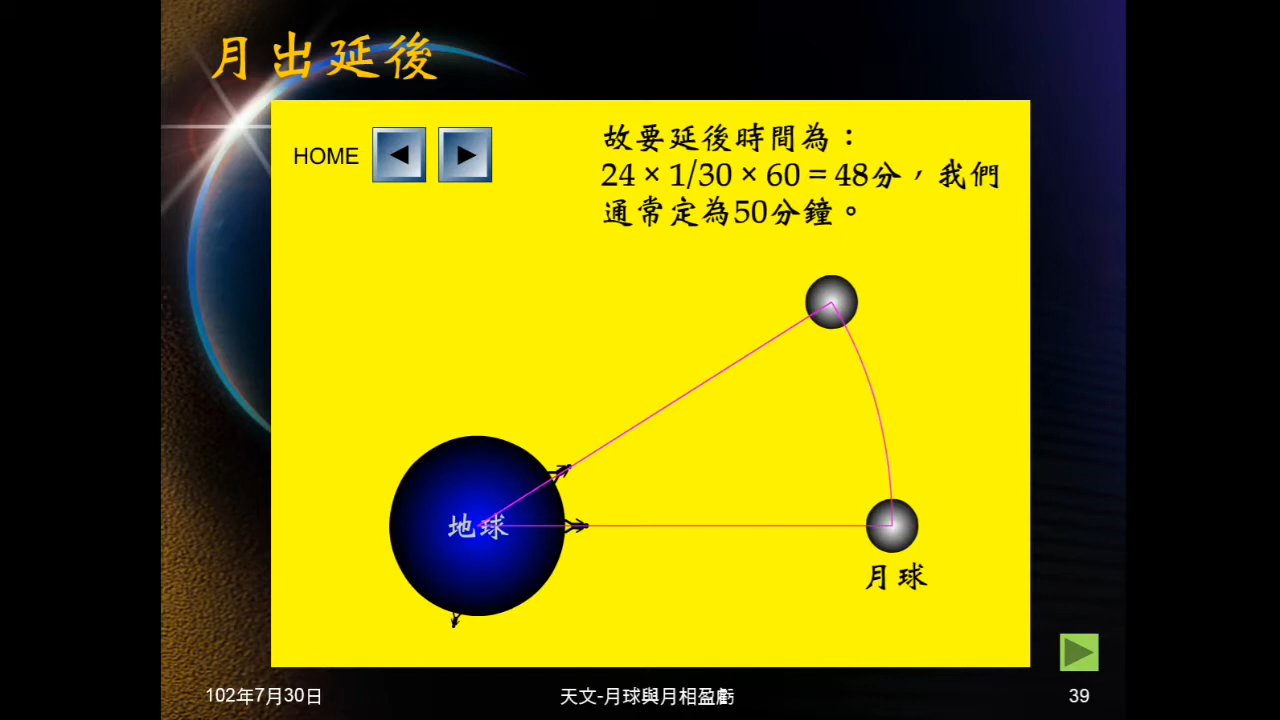 月出延後
HOME
故要延後時間為：
24 × 1/30 × 60 = 48分，我們
通常定為50分鐘。
地球
月球
102年7月30日
天文-月球與月相盈虧
39